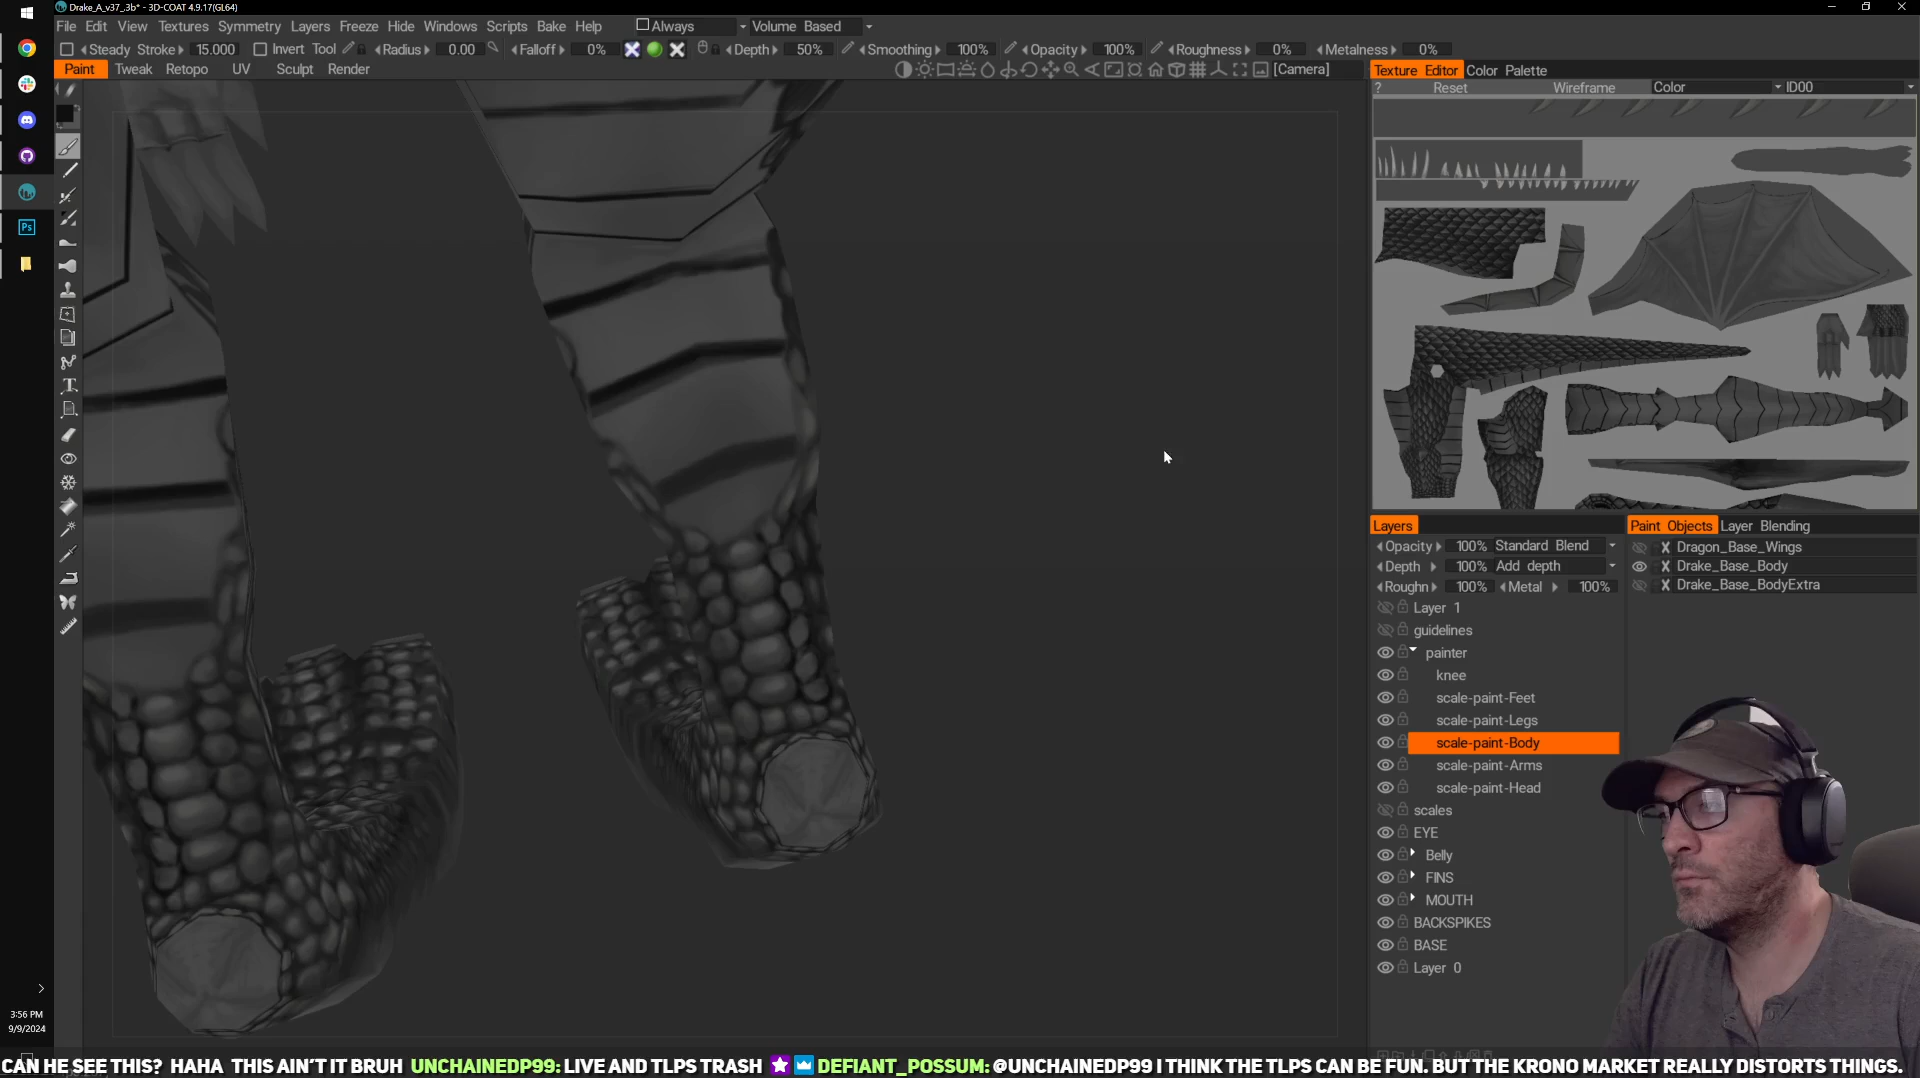 Drake_A_v37_.3b* - 3D-COAT 4.9.17(GL64)
File Edit View Textures Symmetry Layers Freeze Hide Windows Scripts Bake Help Always Volume Based
Steady Stroke 15.000 Invert Tool Radius 0.00 Falloff 0% Depth 50% Smoothing 100% Opacity 100% Roughness 0% Metalness 0%
Paint Tweak Retopo UV Sculpt Render [Camera]
Texture Editor Color Palette
? Reset Wireframe Color ID00
Layers
Opacity 100% Standard Blend
Depth 100% Add depth
Roughn 100% Metal 100%
Layer 1
guidelines
painter
knee
scale-paint-Feet
scale-paint-Legs
scale-paint-Body
scale-paint-Arms
scale-paint-Head
scales
EYE
Belly
FINS
MOUTH
BACKSPIKES
BASE
Layer 0
Paint Objects Layer Blending
Dragon_Base_Wings
Drake_Base_Body
Drake_Base_BodyExtra
Ps
3:56 PM
9/9/2024
CAN HE SEE THIS? HAHA THIS AIN'T IT BRUH UNCHAINEDP99: LIVE AND TLPS TRASH DEFIANT_POSSUM: @UNCHAINEDP99 I THINK THE TLPS CAN BE FUN. BUT THE KRONO MARKET REALLY DISTORTS THINGS.